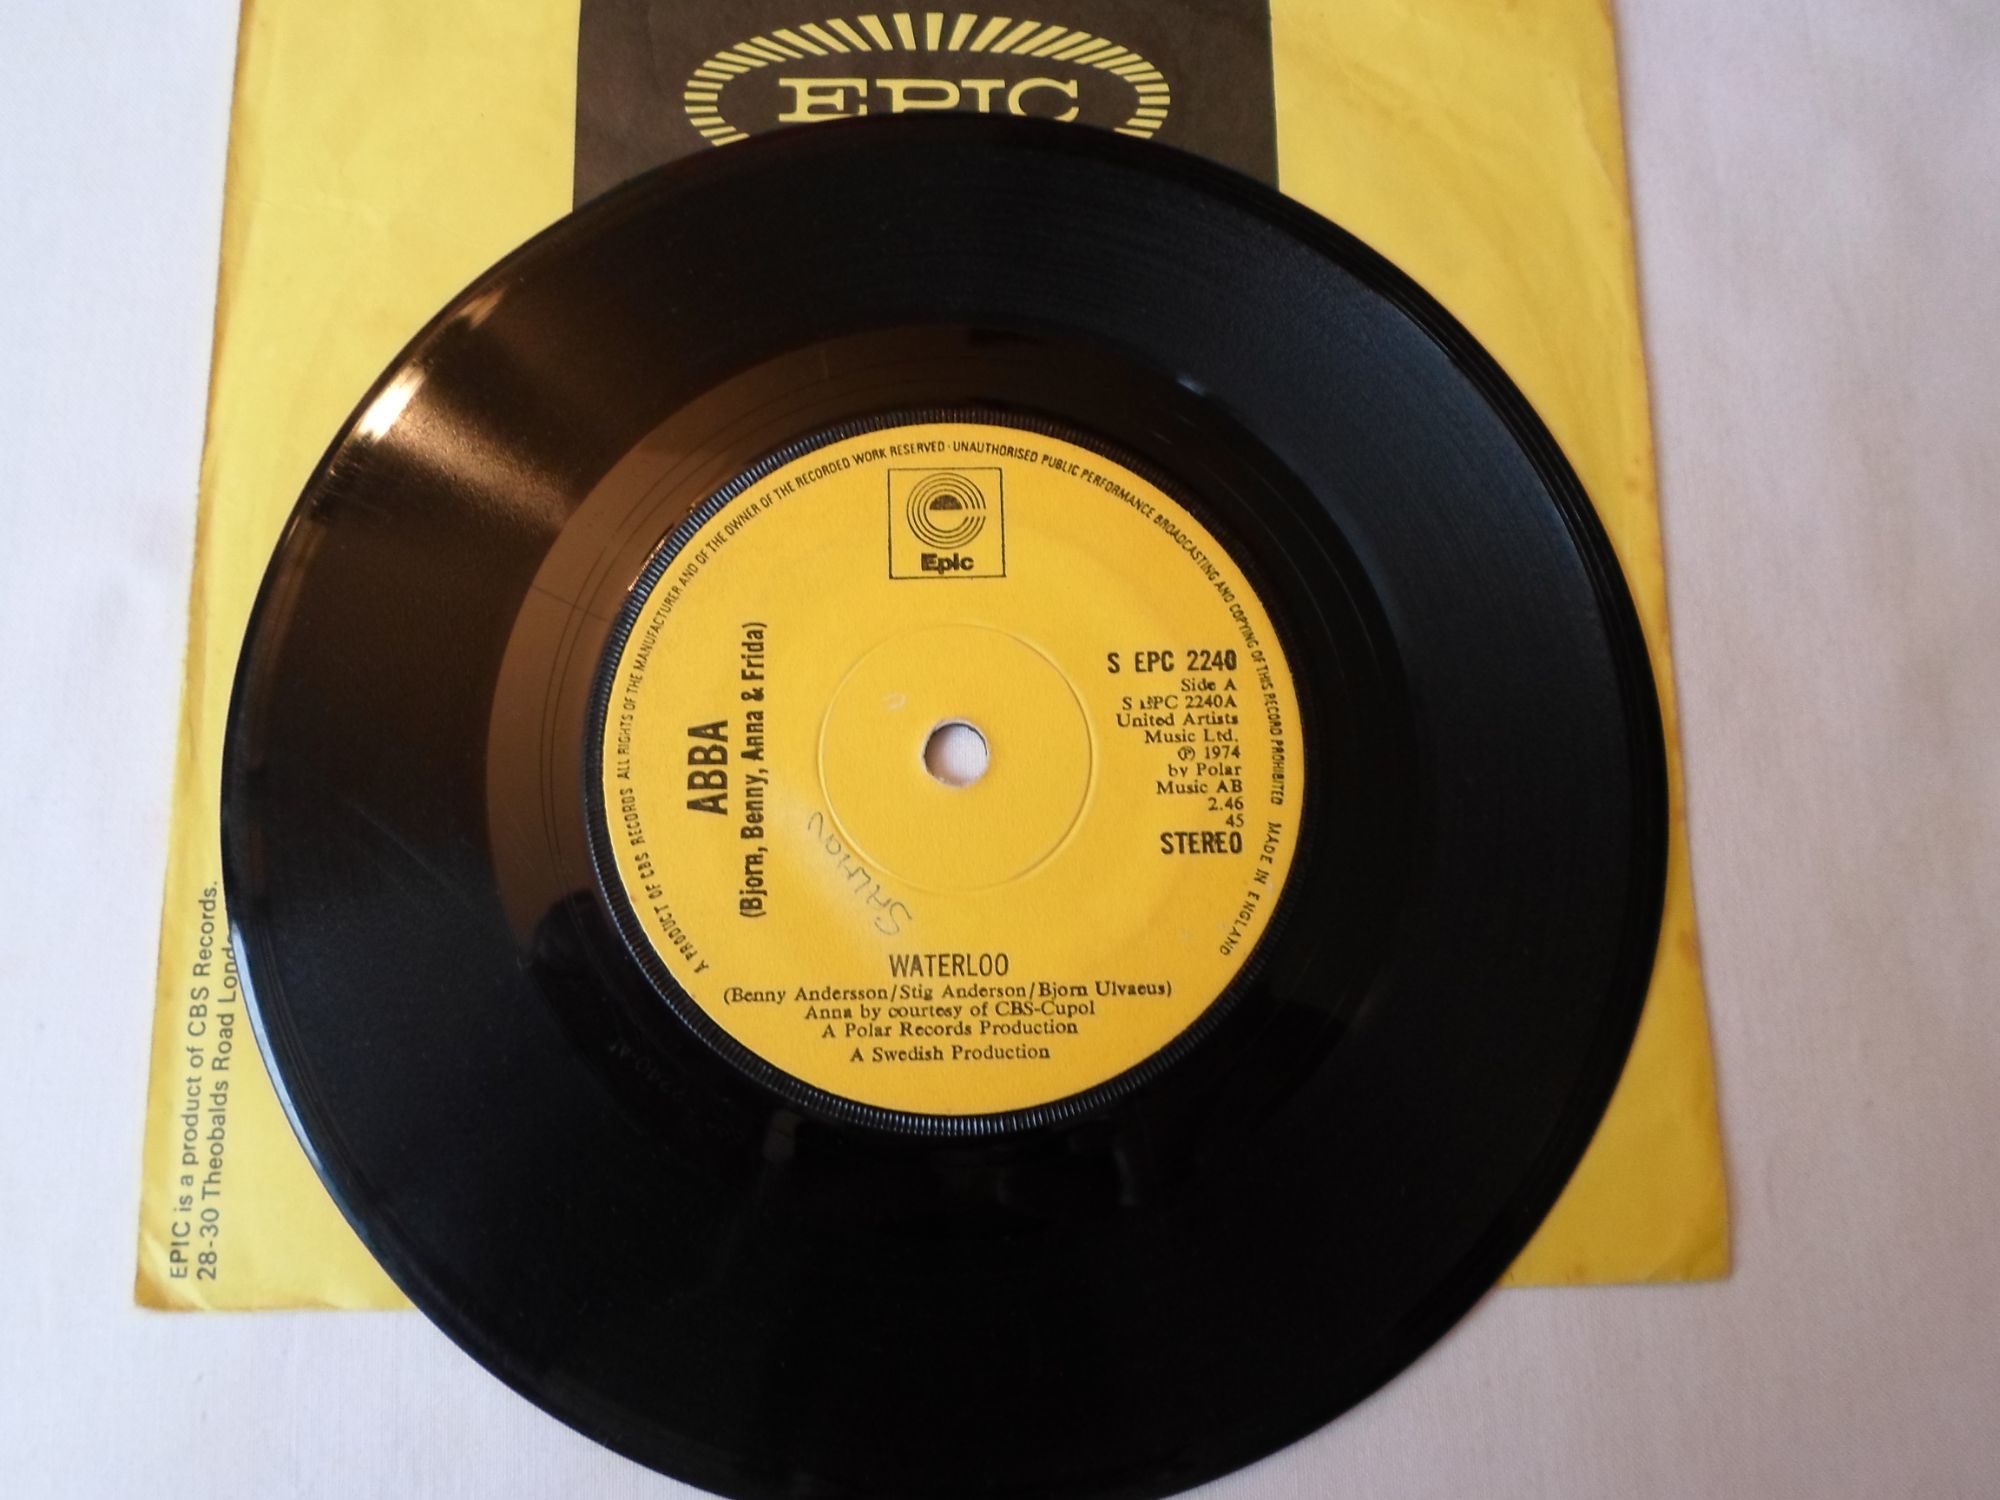 EPIC
A PRODUCT OF CBS RECORDS ALL RIGHTS OF THE MANUFACTURER AND OF THE OWNER OF THE RECORDED WORK RESERVED · UNAUTHORISED PUBLIC PERFORMANCE BROADCASTING AND COPYING OF THIS RECORD PROHIBITED MADE IN ENGLAND
Epic
ABBA
(Bjorn, Benny, Anna & Frida)
S EPC 2240
Side A
S EPC 2240A
United Artists
Music Ltd.
℗ 1974
by Polar
Music AB
2.46
45
STEREO
SALMON
WATERLOO
(Benny Andersson/Stig Anderson/Bjorn Ulvaeus)
Anna by courtesy of CBS-Cupol
A Polar Records Production
A Swedish Production
EPIC is a product of CBS Records.
28-30 Theobalds Road